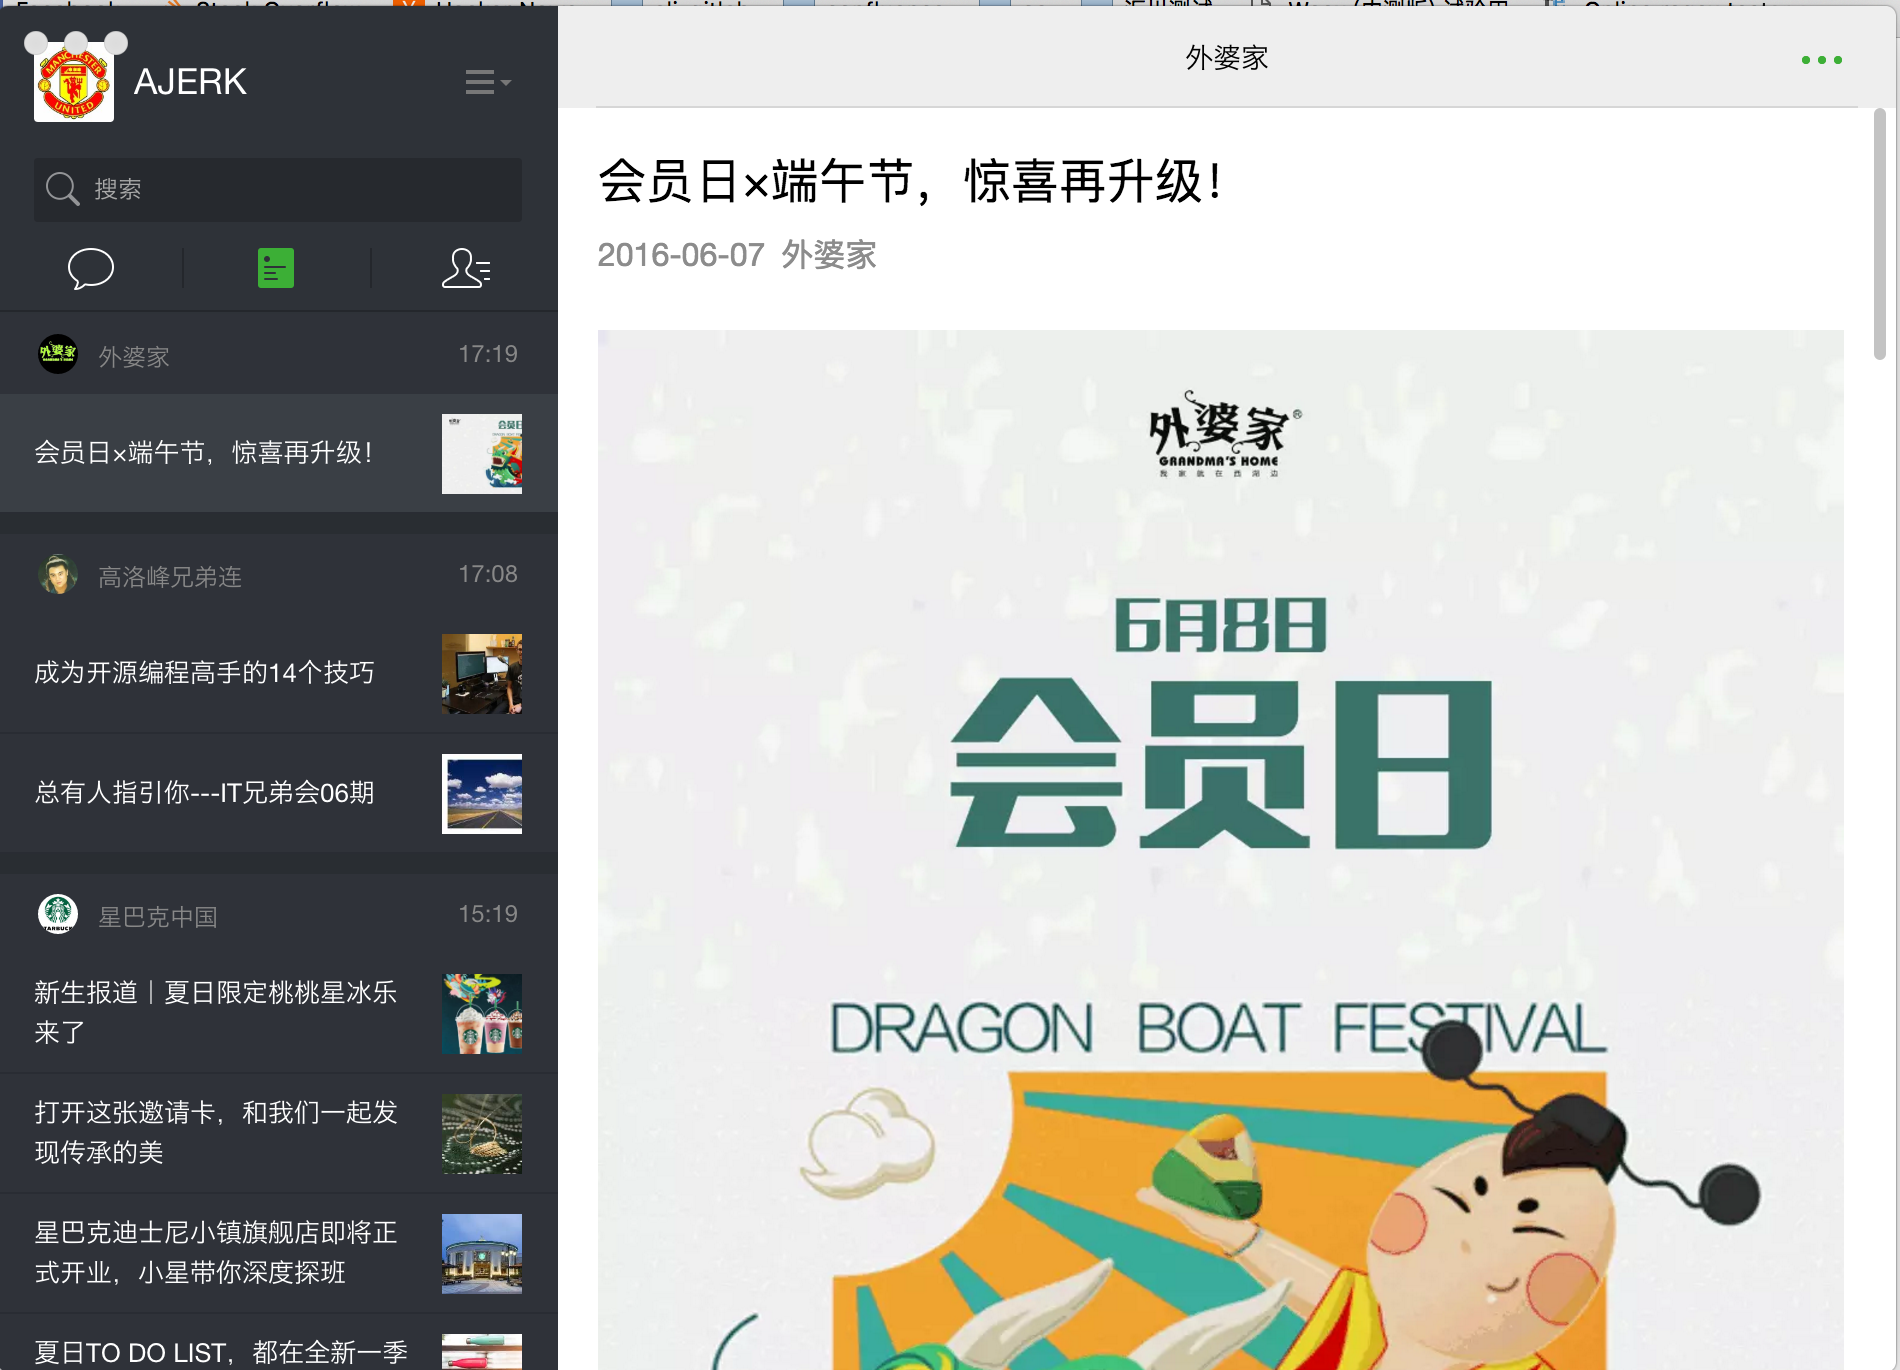 AJERK
搜索
外婆家
17:19
会员日×端午节，惊喜再升级！
高洛峰兄弟连
17:08
成为开源编程高手的14个技巧
总有人指引你---IT兄弟会06期
星巴克中国
15:19
新生报道｜夏日限定桃桃星冰乐
来了
打开这张邀请卡，和我们一起发
现传承的美
星巴克迪士尼小镇旗舰店即将正
式开业，小星带你深度探班
夏日TO DO LIST，都在全新一季
外婆家
会员日×端午节，惊喜再升级！
2016-06-07 外婆家
外婆家®
GRANDMA'S HOME
我家就在西湖边
6月8日
会员日
DRAGON BOAT FESTIVAL